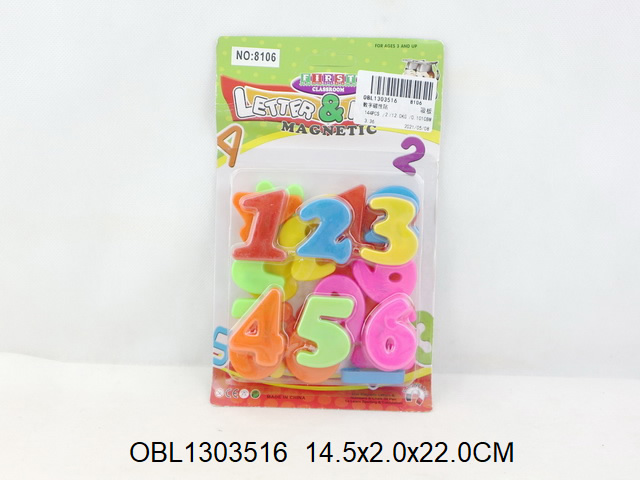 NO:8106
FOR AGES 3 AND UP
FIRST
CLASSROOM
LETTER &
MAGNETIC
OBL1303516 8106
1 2 3
4 5 6
MADE IN CHINA
OBL1303516 14.5x2.0x22.0CM